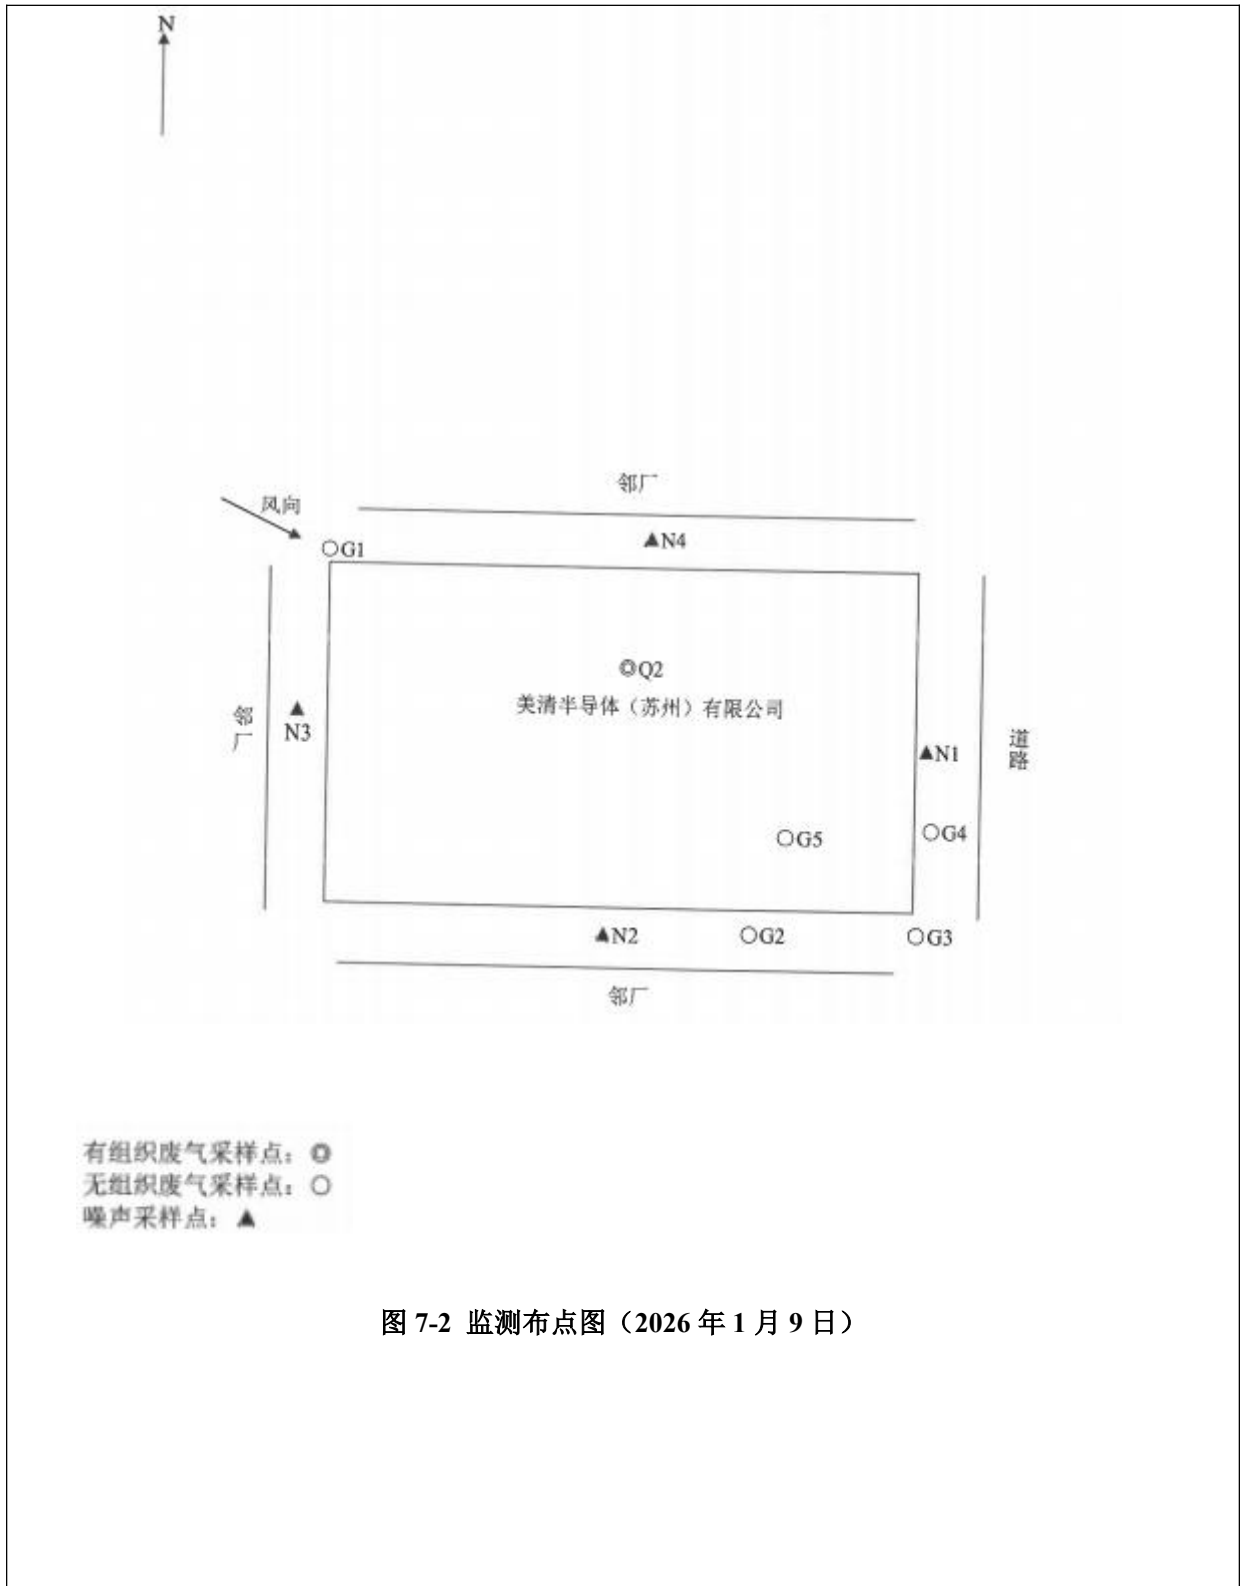 N
邻厂
风向
▲N4
○G1
◎Q2
美清半导体（苏州）有限公司
邻厂
▲
N3
▲N1
道路
○G5
○G4
▲N2
○G2
○G3
邻厂
有组织废气采样点：◎
无组织废气采样点：○
噪声采样点：▲
图 7-2 监测布点图（2026 年 1 月 9 日）